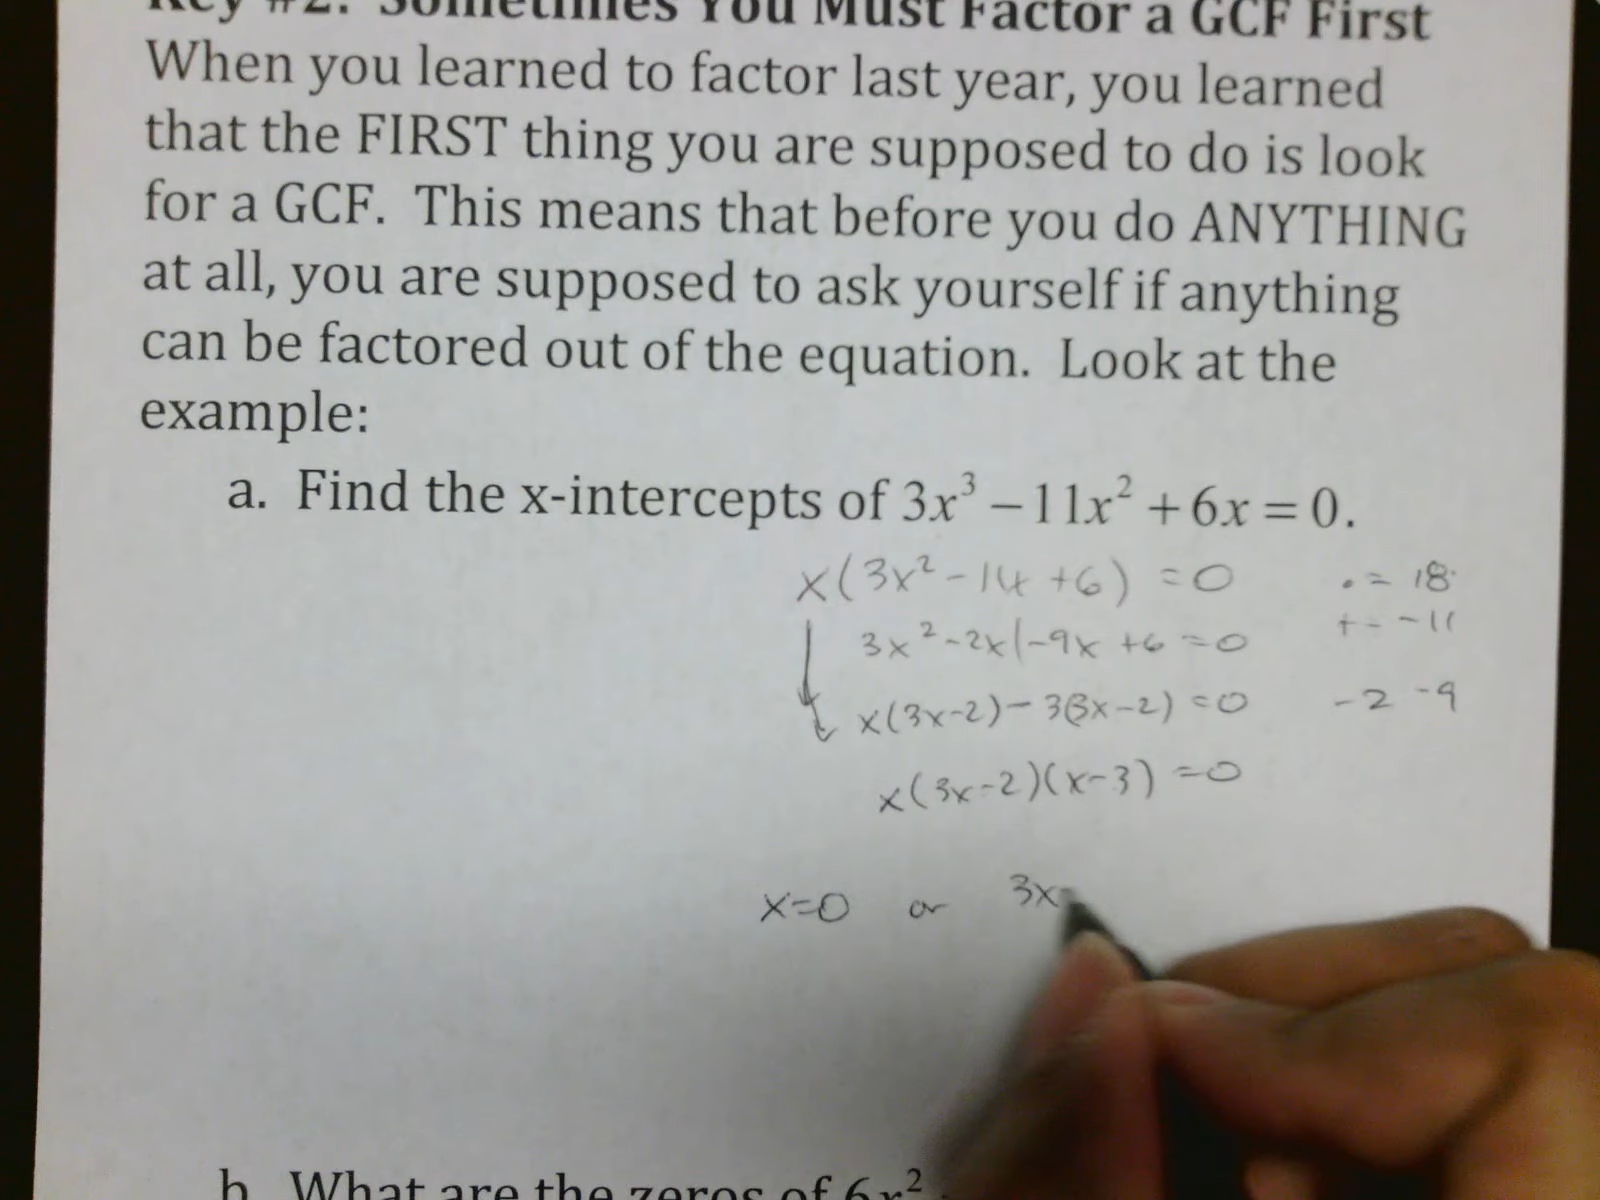 Key #2: Sometimes You Must Factor a GCF First
When you learned to factor last year, you learned
that the FIRST thing you are supposed to do is look
for a GCF. This means that before you do ANYTHING
at all, you are supposed to ask yourself if anything
can be factored out of the equation. Look at the
example:
a. Find the x-intercepts of 3x³ − 11x² + 6x = 0.
x(3x² - 11x + 6) = 0 · = 18
3x² - 2x | - 9x + 6 = 0 + = -11
x(3x-2) - 3(3x-2) = 0 -2 -9
x(3x-2)(x-3) = 0
x=0 or 3x
b. What are the zeros of 6x²